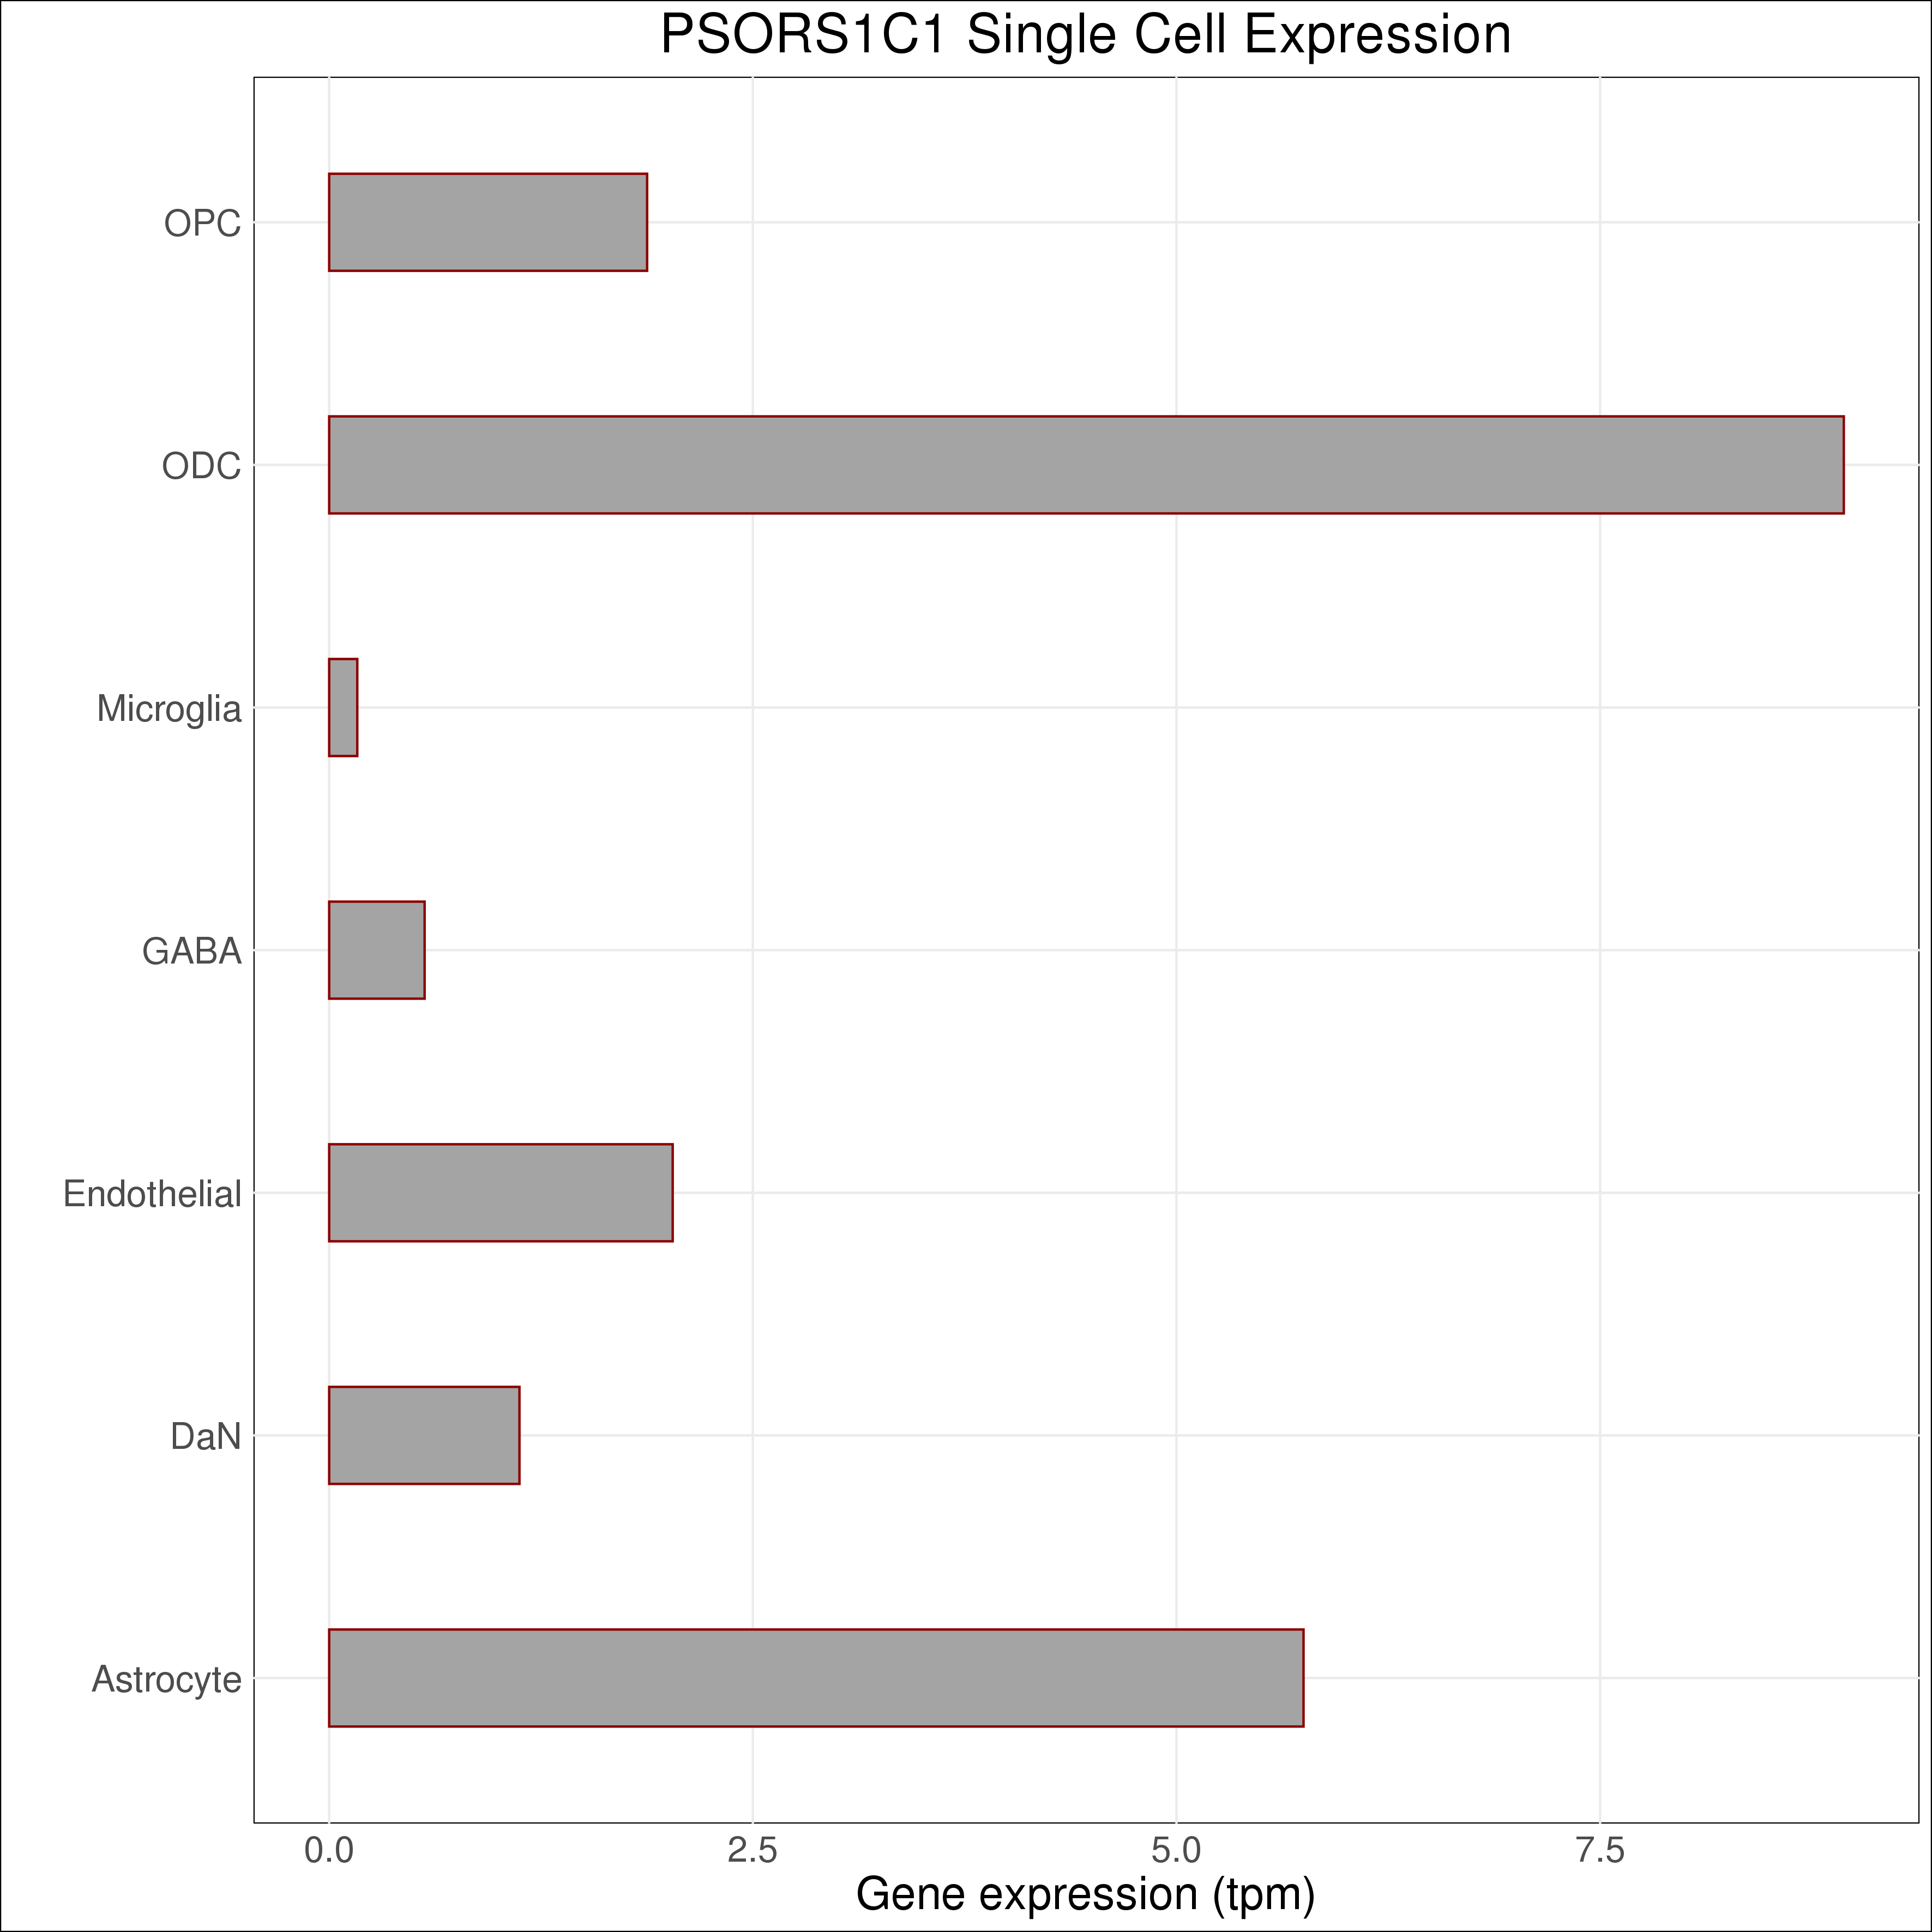 PSORS1C1 Single Cell Expression
OPC
ODC
Microglia
GABA
Endothelial
DaN
Astrocyte
0.0 2.5 5.0 7.5
Gene expression (tpm)